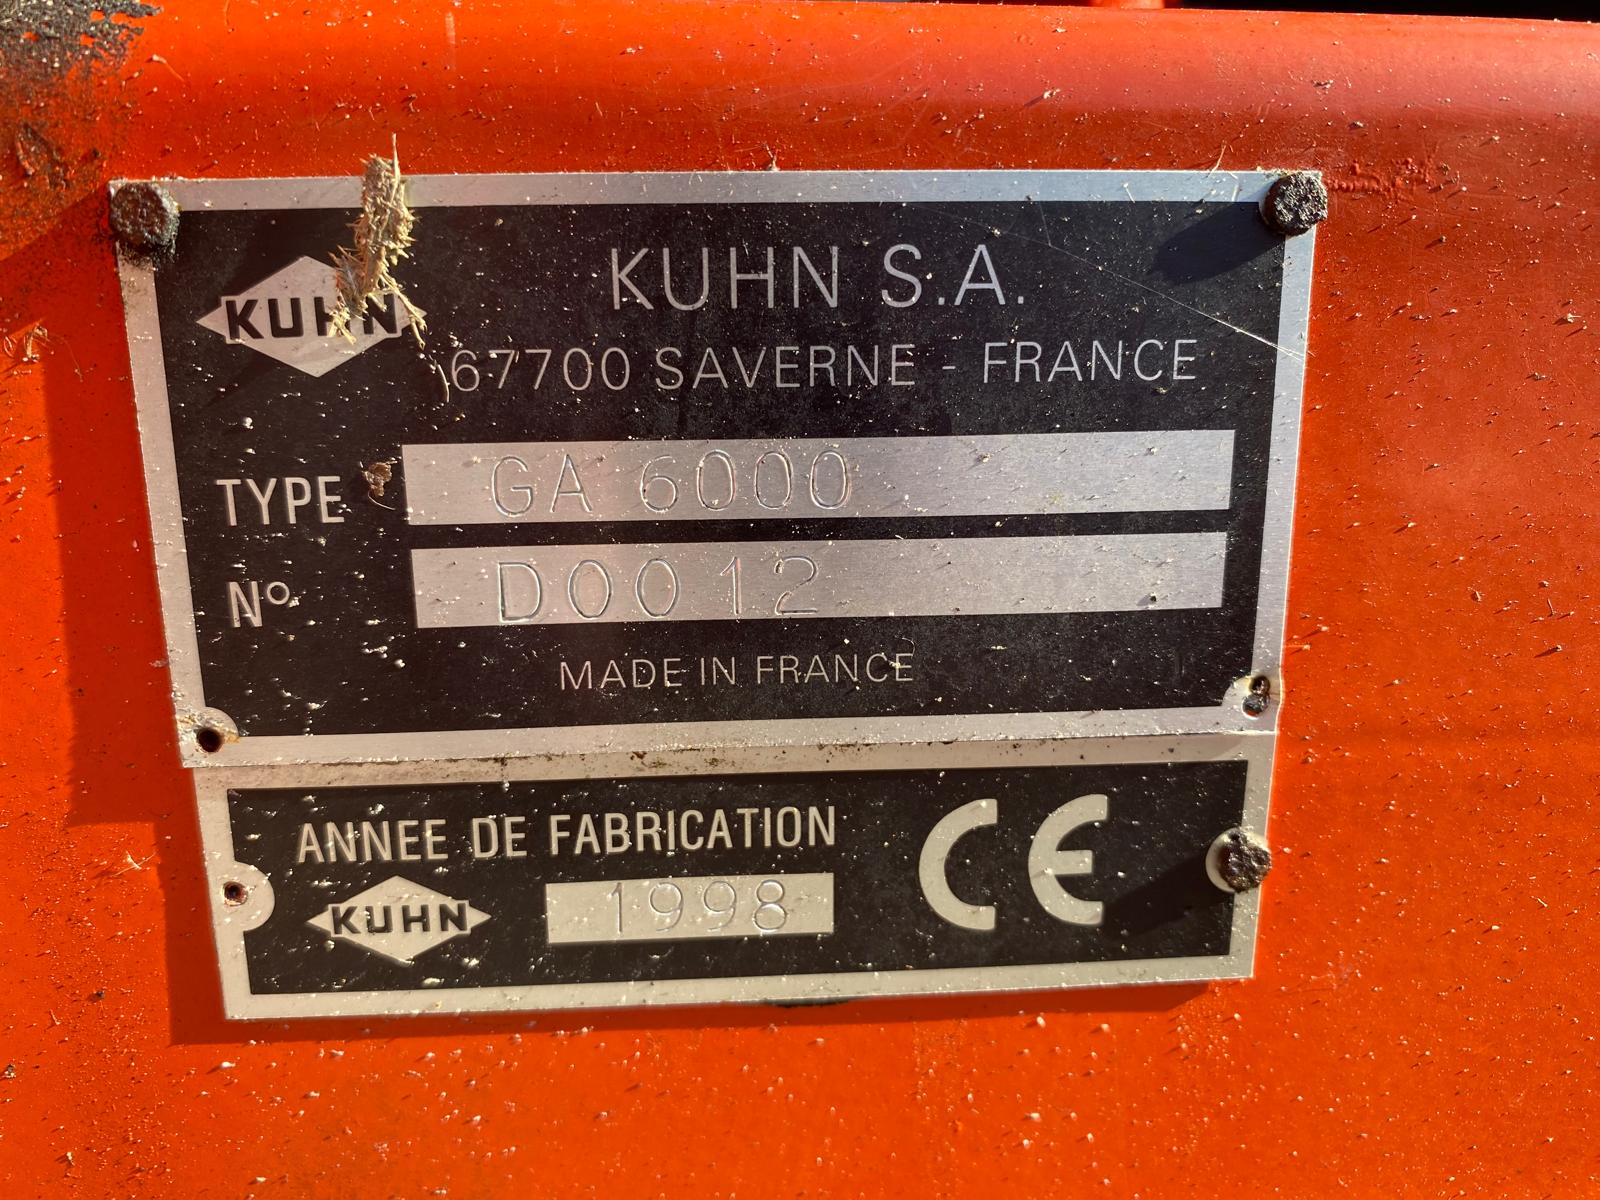 KUHN
KUHN S.A.
67700 SAVERNE - FRANCE
TYPE GA 6000
N° D0012
MADE IN FRANCE
ANNEE DE FABRICATION
KUHN 1998
CE